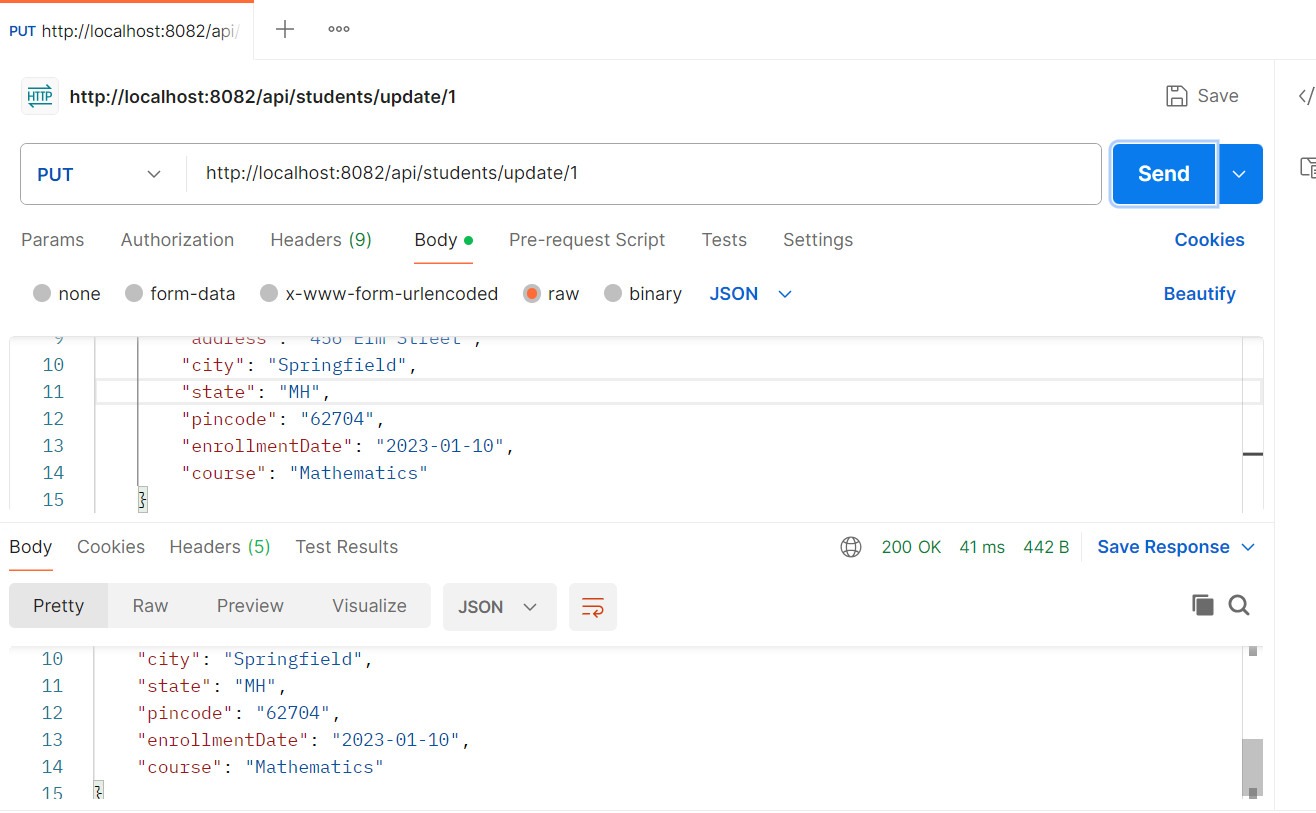 PUT http://localhost:8082/api/
HTTP http://localhost:8082/api/students/update/1 Save </
PUT http://localhost:8082/api/students/update/1 Send
Params Authorization Headers (9) Body Pre-request Script Tests Settings Cookies
none form-data x-www-form-urlencoded raw binary JSON Beautify
9 "address": "456 Elm Street",
10 "city": "Springfield",
11 "state": "MH",
12 "pincode": "62704",
13 "enrollmentDate": "2023-01-10",
14 "course": "Mathematics"
15 }
Body Cookies Headers (5) Test Results 200 OK 41 ms 442 B Save Response
Pretty Raw Preview Visualize JSON
10 "city": "Springfield",
11 "state": "MH",
12 "pincode": "62704",
13 "enrollmentDate": "2023-01-10",
14 "course": "Mathematics"
15 }